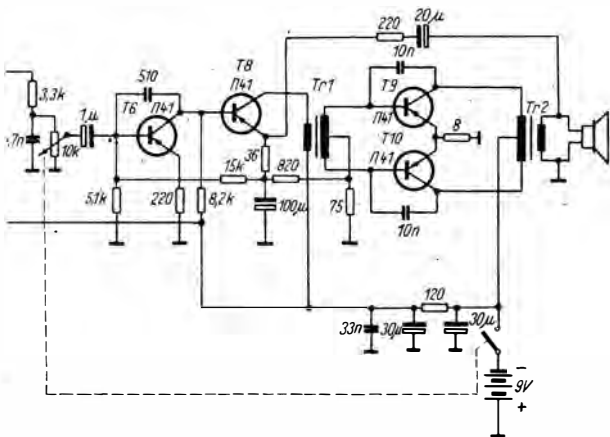 220
20µ
T8
510
П41
10n
T9
3,3k
T6
П41
Tr1
П41
Tr2
1µ
T10
8
7n
10k
36
П41
15k
820
5,1k
220
8,2k
100µ
75
10n
120
33n
30µ
30µ
−
9V
+